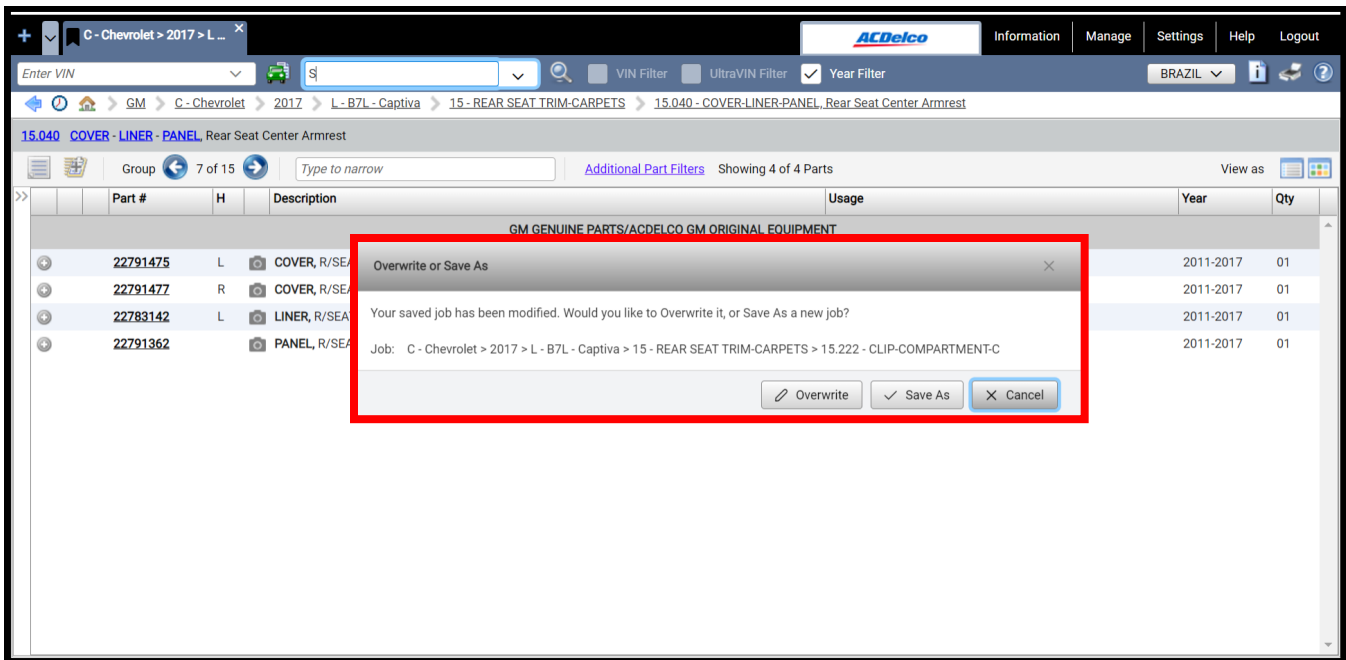 C - Chevrolet > 2017 > L ...
ACDelco
Information Manage Settings Help Logout
Enter VIN
S
VIN Filter UltraVIN Filter Year Filter
BRAZIL
GM C - Chevrolet 2017 L - B7L - Captiva 15 - REAR SEAT TRIM-CARPETS 15.040 - COVER-LINER-PANEL, Rear Seat Center Armrest
15.040 COVER - LINER - PANEL, Rear Seat Center Armrest
Group 7 of 15 Type to narrow Additional Part Filters Showing 4 of 4 Parts View as
Part # H Description Usage Year Qty
GM GENUINE PARTS/ACDELCO GM ORIGINAL EQUIPMENT
22791475 L COVER, R/SEA 2011-2017 01
22791477 R COVER, R/SEA 2011-2017 01
22783142 L LINER, R/SEA 2011-2017 01
22791362 PANEL, R/SEA 2011-2017 01
Overwrite or Save As
Your saved job has been modified. Would you like to Overwrite it, or Save As a new job?
Job: C - Chevrolet > 2017 > L - B7L - Captiva > 15 - REAR SEAT TRIM-CARPETS > 15.222 - CLIP-COMPARTMENT-C
Overwrite Save As Cancel